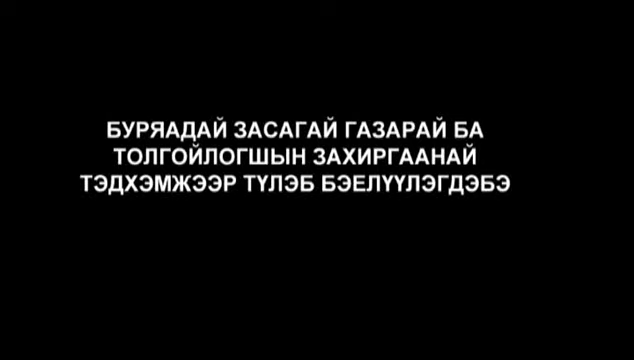 БУРЯАДАЙ ЗАСАГАЙ ГАЗАРАЙ БА
ТОЛГОЙЛОГШЫН ЗАХИРГААНАЙ
ТЭДХЭМЖЭЭР ТҮЛЭБ БЭЕЛҮҮЛЭГДЭБЭ